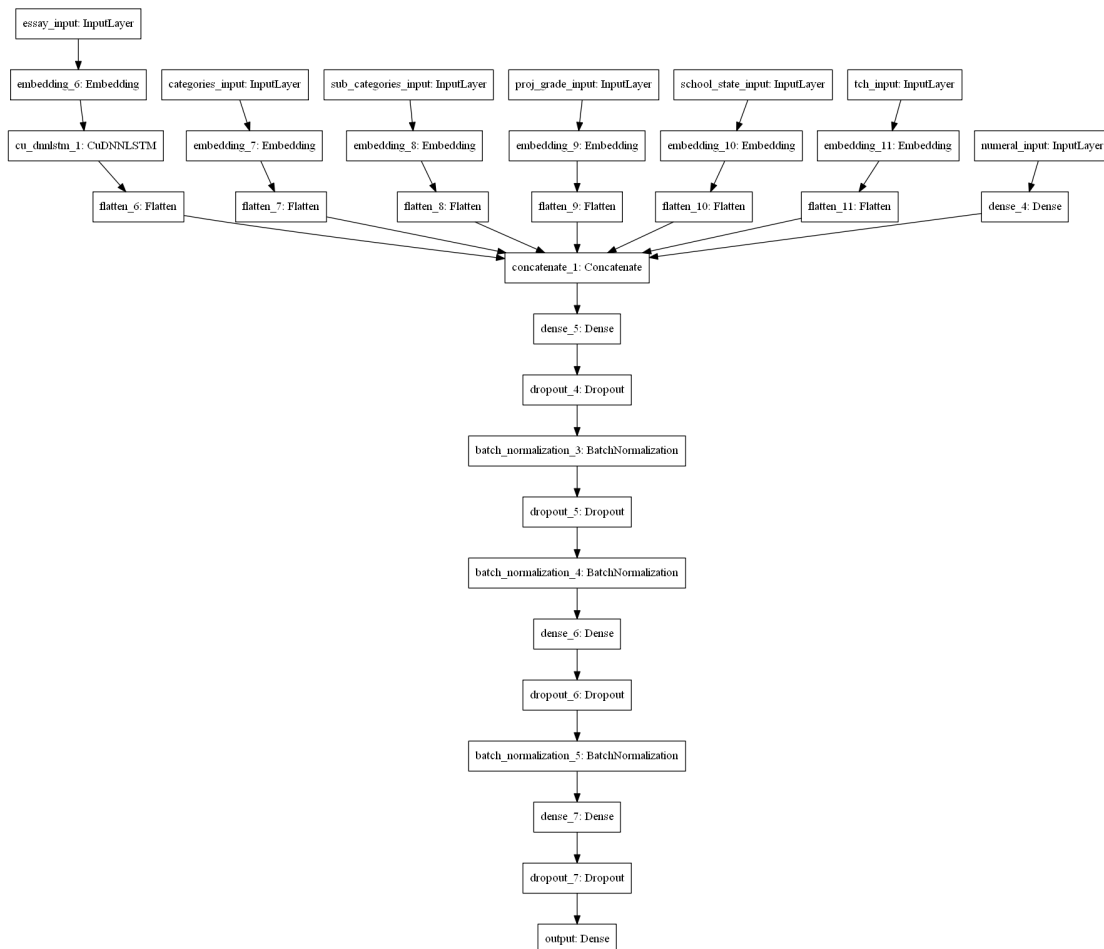 essay_input: InputLayer
embedding_6: Embedding
categories_input: InputLayer
sub_categories_input: InputLayer
proj_grade_input: InputLayer
school_state_input: InputLayer
tch_input: InputLayer
cu_dnnlstm_1: CuDNNLSTM
embedding_7: Embedding
embedding_8: Embedding
embedding_9: Embedding
embedding_10: Embedding
embedding_11: Embedding
numeral_input: InputLayer
flatten_6: Flatten
flatten_7: Flatten
flatten_8: Flatten
flatten_9: Flatten
flatten_10: Flatten
flatten_11: Flatten
dense_4: Dense
concatenate_1: Concatenate
dense_5: Dense
dropout_4: Dropout
batch_normalization_3: BatchNormalization
dropout_5: Dropout
batch_normalization_4: BatchNormalization
dense_6: Dense
dropout_6: Dropout
batch_normalization_5: BatchNormalization
dense_7: Dense
dropout_7: Dropout
output: Dense